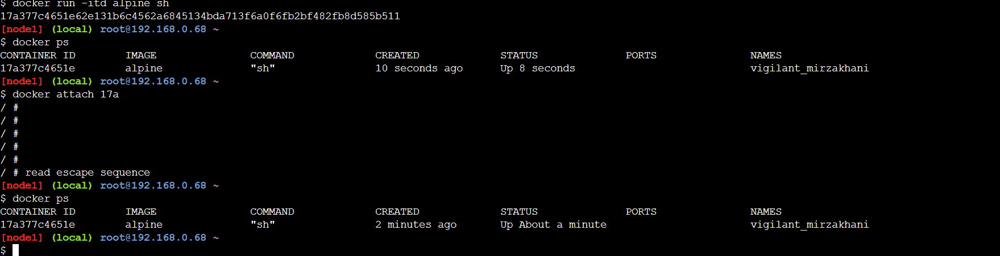 $ docker run -itd alpine sh
17a377c4651e62e131b6c4562a6845134bda713f6a0f6fb2bf482fb8d585b511
[node1] (local) root@192.168.0.68 ~
$ docker ps
CONTAINER ID IMAGE COMMAND CREATED STATUS PORTS NAMES
17a377c4651e alpine "sh" 10 seconds ago Up 8 seconds vigilant_mirzakhani
[node1] (local) root@192.168.0.68 ~
$ docker attach 17a
/ #
/ #
/ #
/ #
/ #
/ # read escape sequence
[node1] (local) root@192.168.0.68 ~
$ docker ps
CONTAINER ID IMAGE COMMAND CREATED STATUS PORTS NAMES
17a377c4651e alpine "sh" 2 minutes ago Up About a minute vigilant_mirzakhani
[node1] (local) root@192.168.0.68 ~
$